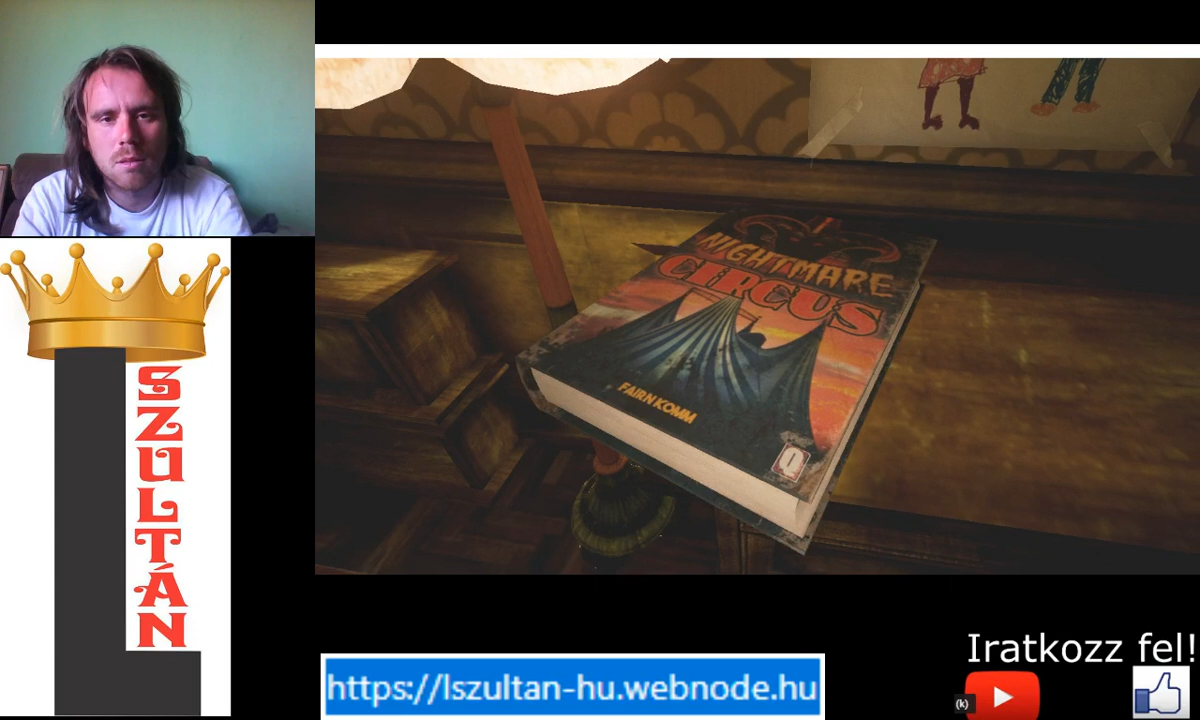 NIGHTMARE
CIRCUS
FAIRN KOMM
Q
L
SZULTÁN
https://lszultan-hu.webnode.hu
Iratkozz fel!
(k)